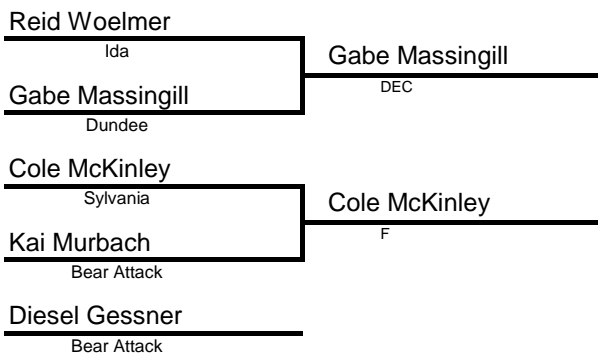 Reid Woelmer
Ida
Gabe Massingill
DEC
Gabe Massingill
Dundee
Cole McKinley
Sylvania
Cole McKinley
F
Kai Murbach
Bear Attack
Diesel Gessner
Bear Attack